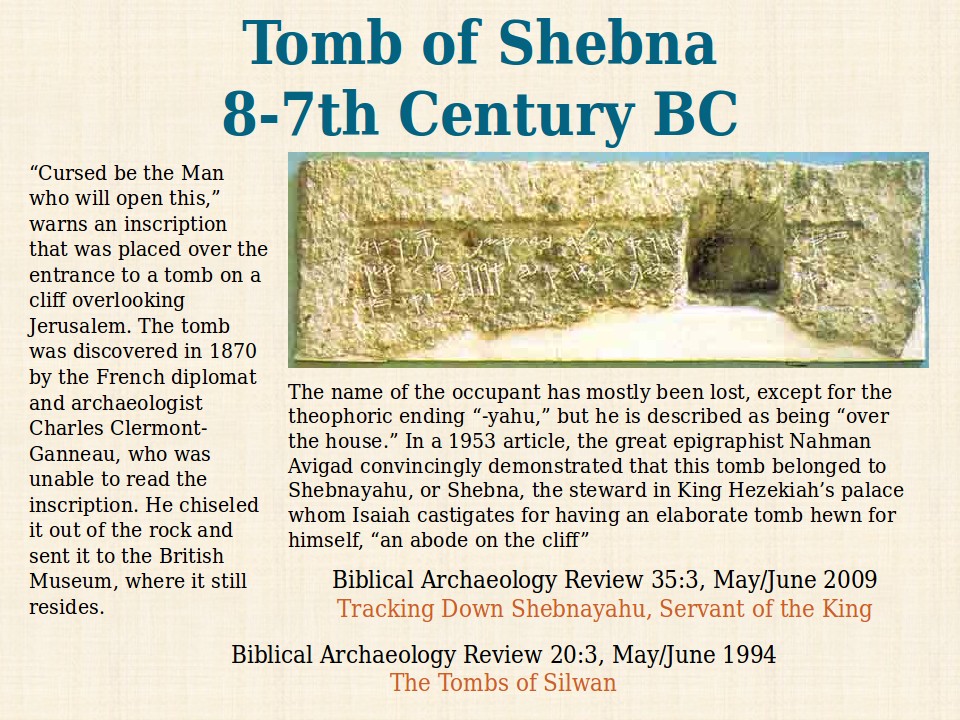 Tomb of Shebna
8-7th Century BC
“Cursed be the Man
who will open this,”
warns an inscription
that was placed over the
entrance to a tomb on a
cliff overlooking
Jerusalem. The tomb
was discovered in 1870
by the French diplomat
and archaeologist
Charles Clermont-
Ganneau, who was
unable to read the
inscription. He chiseled
it out of the rock and
sent it to the British
Museum, where it still
resides.
The name of the occupant has mostly been lost, except for the
theophoric ending “-yahu,” but he is described as being “over
the house.” In a 1953 article, the great epigraphist Nahman
Avigad convincingly demonstrated that this tomb belonged to
Shebnayahu, or Shebna, the steward in King Hezekiah’s palace
whom Isaiah castigates for having an elaborate tomb hewn for
himself, “an abode on the cliff”
Biblical Archaeology Review 35:3, May/June 2009
Tracking Down Shebnayahu, Servant of the King
Biblical Archaeology Review 20:3, May/June 1994
The Tombs of Silwan